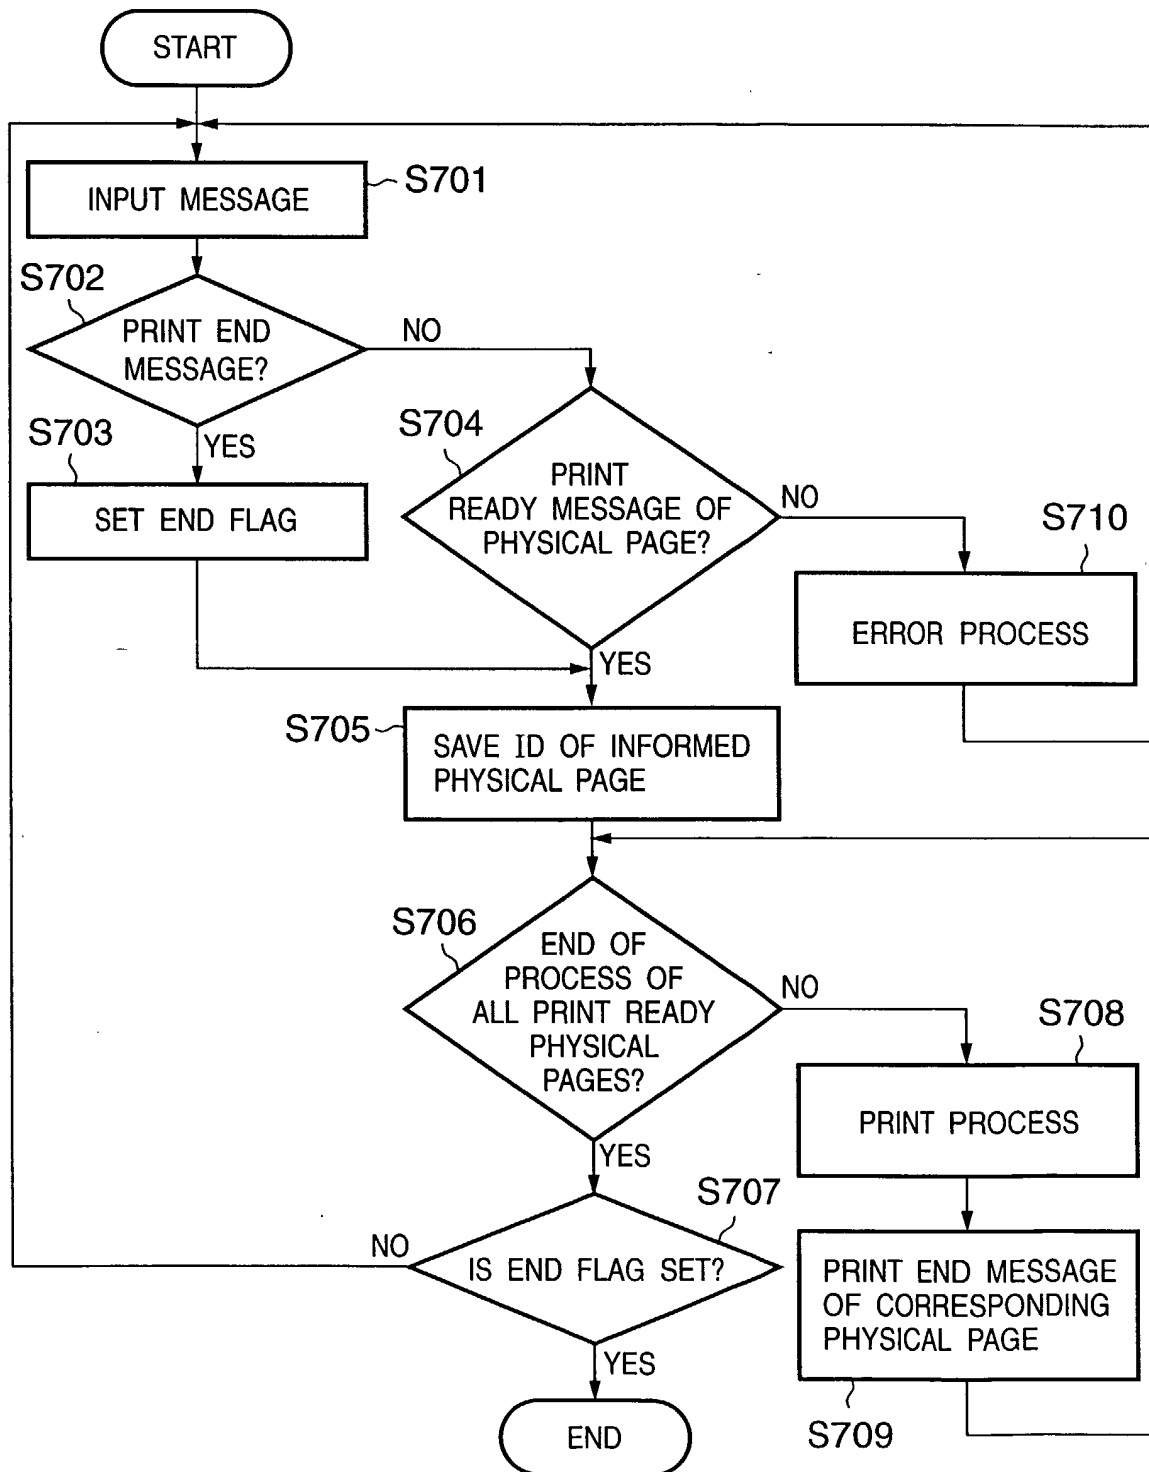 START
INPUT MESSAGE
S701
S702
PRINT END
MESSAGE?
NO
YES
S703
SET END FLAG
S704
PRINT
READY MESSAGE OF
PHYSICAL PAGE?
NO
YES
S710
ERROR PROCESS
S705
SAVE ID OF INFORMED
PHYSICAL PAGE
S706
END OF
PROCESS OF
ALL PRINT READY
PHYSICAL
PAGES?
NO
YES
S708
PRINT PROCESS
S707
IS END FLAG SET?
NO
YES
PRINT END MESSAGE
OF CORRESPONDING
PHYSICAL PAGE
S709
END